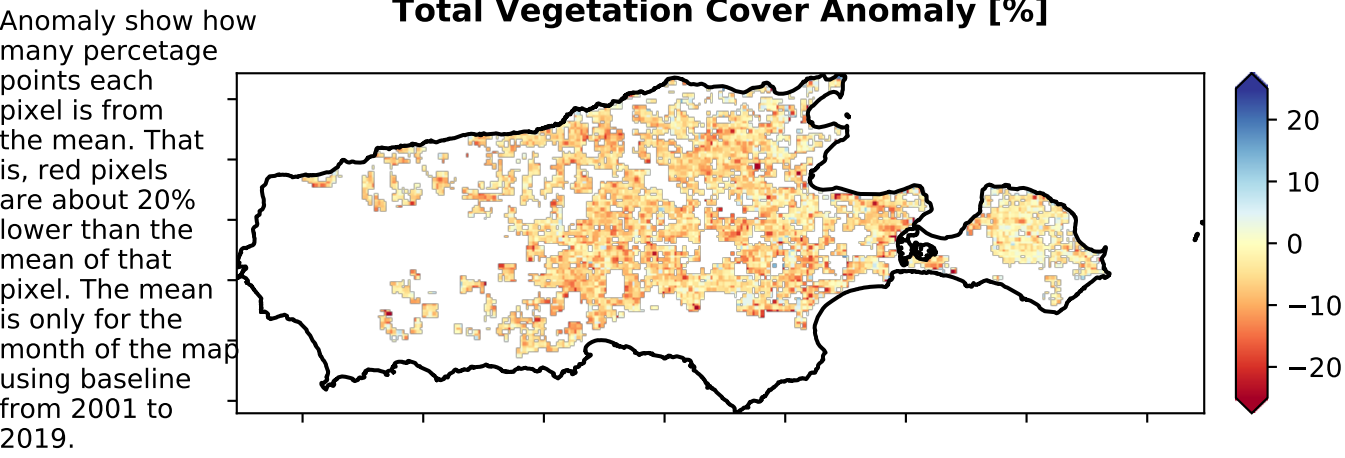 Total Vegetation Cover Anomaly [%]
Anomaly show how
many percetage
points each
pixel is from
the mean. That
is, red pixels
are about 20%
lower than the
mean of that
pixel. The mean
is only for the
month of the map
using baseline
from 2001 to
2019.
20
10
0
−10
−20